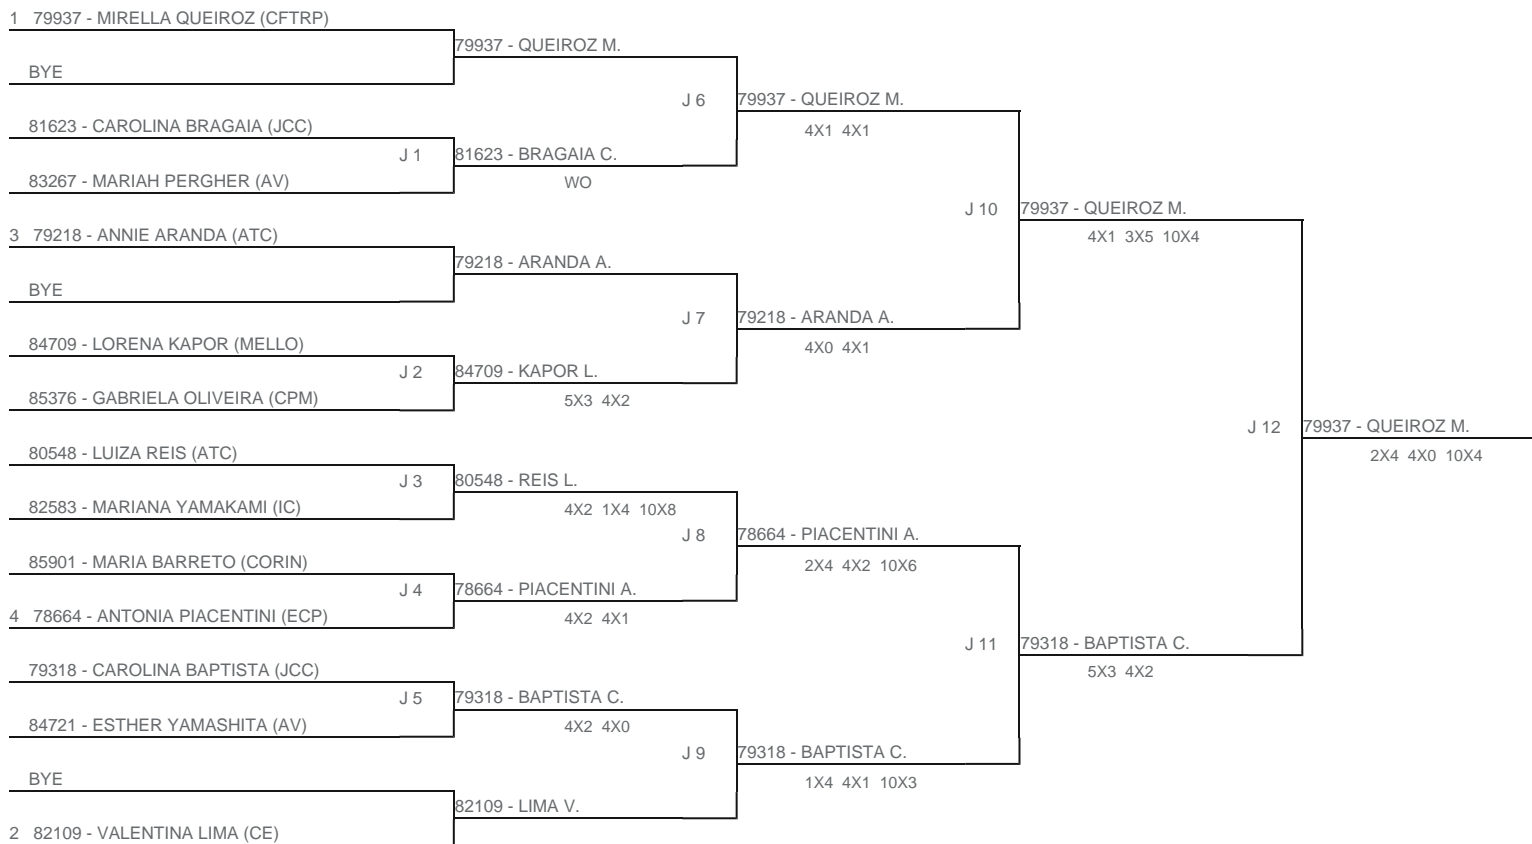 1 79937 - MIRELLA QUEIROZ (CFTRP)
79937 - QUEIROZ M.
BYE
J 6
79937 - QUEIROZ M.
4X1 4X1
81623 - CAROLINA BRAGAIA (JCC)
J 1
81623 - BRAGAIA C.
WO
83267 - MARIAH PERGHER (AV)
J 10
79937 - QUEIROZ M.
4X1 3X5 10X4
3 79218 - ANNIE ARANDA (ATC)
79218 - ARANDA A.
BYE
J 7
79218 - ARANDA A.
4X0 4X1
84709 - LORENA KAPOR (MELLO)
J 2
84709 - KAPOR L.
5X3 4X2
85376 - GABRIELA OLIVEIRA (CPM)
J 12
79937 - QUEIROZ M.
2X4 4X0 10X4
80548 - LUIZA REIS (ATC)
J 3
80548 - REIS L.
4X2 1X4 10X8
82583 - MARIANA YAMAKAMI (IC)
J 8
78664 - PIACENTINI A.
2X4 4X2 10X6
85901 - MARIA BARRETO (CORIN)
J 4
78664 - PIACENTINI A.
4X2 4X1
4 78664 - ANTONIA PIACENTINI (ECP)
J 11
79318 - BAPTISTA C.
5X3 4X2
79318 - CAROLINA BAPTISTA (JCC)
J 5
79318 - BAPTISTA C.
4X2 4X0
84721 - ESTHER YAMASHITA (AV)
J 9
79318 - BAPTISTA C.
1X4 4X1 10X3
BYE
82109 - LIMA V.
2 82109 - VALENTINA LIMA (CE)